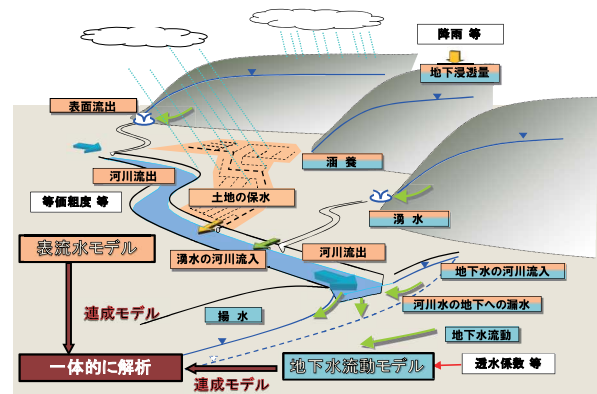 降雨 等
地下浸透量
表面流出
涵 養
河川流出
等価粗度 等
土地の保水
湧 水
表流水モデル
湧水の河川流入
河川流出
地下水の河川流入
連成モデル
揚 水
河川水の地下への漏水
地下水流動
一体的に解析
地下水流動モデル
透水係数 等
連成モデル